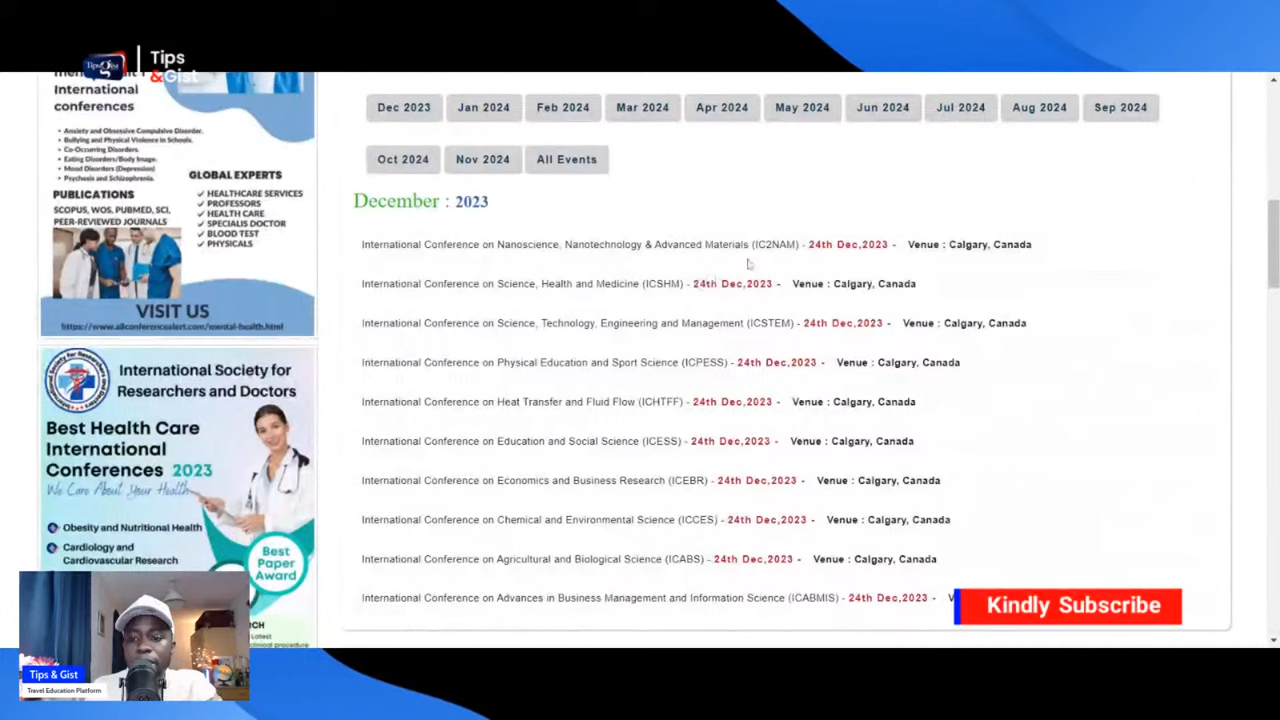 Tips
&Gist
International
conferences
Anxiety and Obsessive Compulsive Disorder.
Bullying and Physical Violence in Schools.
Co-Occurring Disorders.
Eating Disorders/Body Image.
Mood Disorders (Depression)
Psychosis and Schizophrenia.
PUBLICATIONS
SCOPUS, WOS, PUBMED, SCI,
PEER-REVIEWED JOURNALS
GLOBAL EXPERTS
HEALTHCARE SERVICES
PROFESSORS
HEALTH CARE
SPECIALIS DOCTOR
BLOOD TEST
PHYSICALS
VISIT US
https://www.allconferencealert.com/mental-health.html
International Society for
Researchers and Doctors
Best Health Care
International
Conferences 2023
We Care About Your Health
Obesity and Nutritional Health
Cardiology and
Cardiovascular Research
Best
Paper
Award
Dec 2023 Jan 2024 Feb 2024 Mar 2024 Apr 2024 May 2024 Jun 2024 Jul 2024 Aug 2024 Sep 2024
Oct 2024 Nov 2024 All Events
December : 2023
International Conference on Nanoscience, Nanotechnology & Advanced Materials (IC2NAM) - 24th Dec,2023 - Venue : Calgary, Canada
International Conference on Science, Health and Medicine (ICSHM) - 24th Dec,2023 - Venue : Calgary, Canada
International Conference on Science, Technology, Engineering and Management (ICSTEM) - 24th Dec,2023 - Venue : Calgary, Canada
International Conference on Physical Education and Sport Science (ICPESS) - 24th Dec,2023 - Venue : Calgary, Canada
International Conference on Heat Transfer and Fluid Flow (ICHTFF) - 24th Dec,2023 - Venue : Calgary, Canada
International Conference on Education and Social Science (ICESS) - 24th Dec,2023 - Venue : Calgary, Canada
International Conference on Economics and Business Research (ICEBR) - 24th Dec,2023 - Venue : Calgary, Canada
International Conference on Chemical and Environmental Science (ICCES) - 24th Dec,2023 - Venue : Calgary, Canada
International Conference on Agricultural and Biological Science (ICABS) - 24th Dec,2023 - Venue : Calgary, Canada
International Conference on Advances in Business Management and Information Science (ICABMIS) - 24th Dec,2023 -
Kindly Subscribe
Tips & Gist
Travel Education Platform